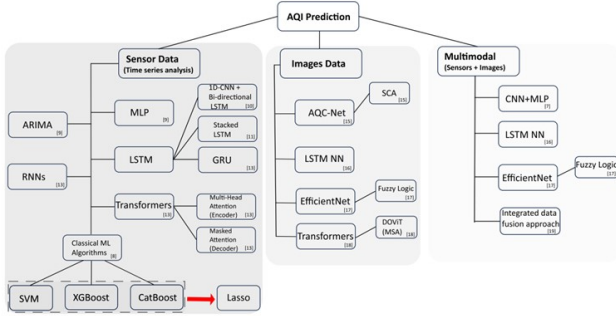 AQI Prediction
Sensor Data
(Time series analysis)
ARIMA
[9]
RNNs
[13]
MLP
[9]
LSTM
1D-CNN +
Bi-directional
LSTM
[10]
Stacked
LSTM
[11]
GRU
[13]
Transformers
[12]
Multi-Head
Attention
(Encoder) [13]
Masked
Attention
(Decoder) [13]
Classical ML
Algorithms
[8]
SVM
XGBoost
CatBoost
Lasso
Images Data
AQC-Net
[15]
SCA
[15]
LSTM NN
[16]
EfficientNet
[17]
Fuzzy Logic
[17]
Transformers
[18]
DOViT
(MSA) [18]
Multimodal
(Sensors + Images)
CNN+MLP
[7]
LSTM NN
[16]
EfficientNet
[17]
Fuzzy Logic
[17]
Integrated data
fusion approach
[19]